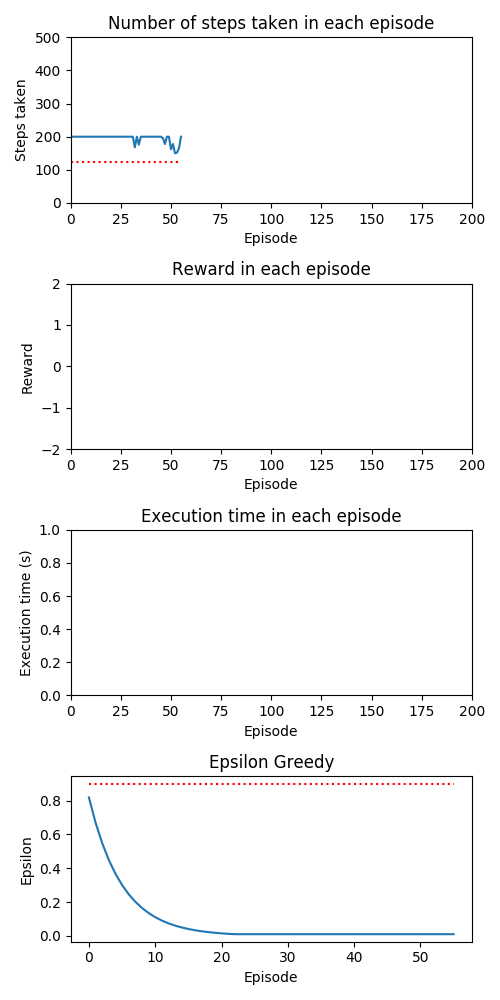 Number of steps taken in each episode
500
400
300
200
100
0
Steps taken
0 25 50 75 100 125 150 175 200
Episode
Reward in each episode
2
1
0
−1
−2
Reward
0 25 50 75 100 125 150 175 200
Episode
Execution time in each episode
1.0
0.8
0.6
0.4
0.2
0.0
Execution time (s)
0 25 50 75 100 125 150 175 200
Episode
Epsilon Greedy
0.8
0.6
0.4
0.2
0.0
Epsilon
0 10 20 30 40 50
Episode